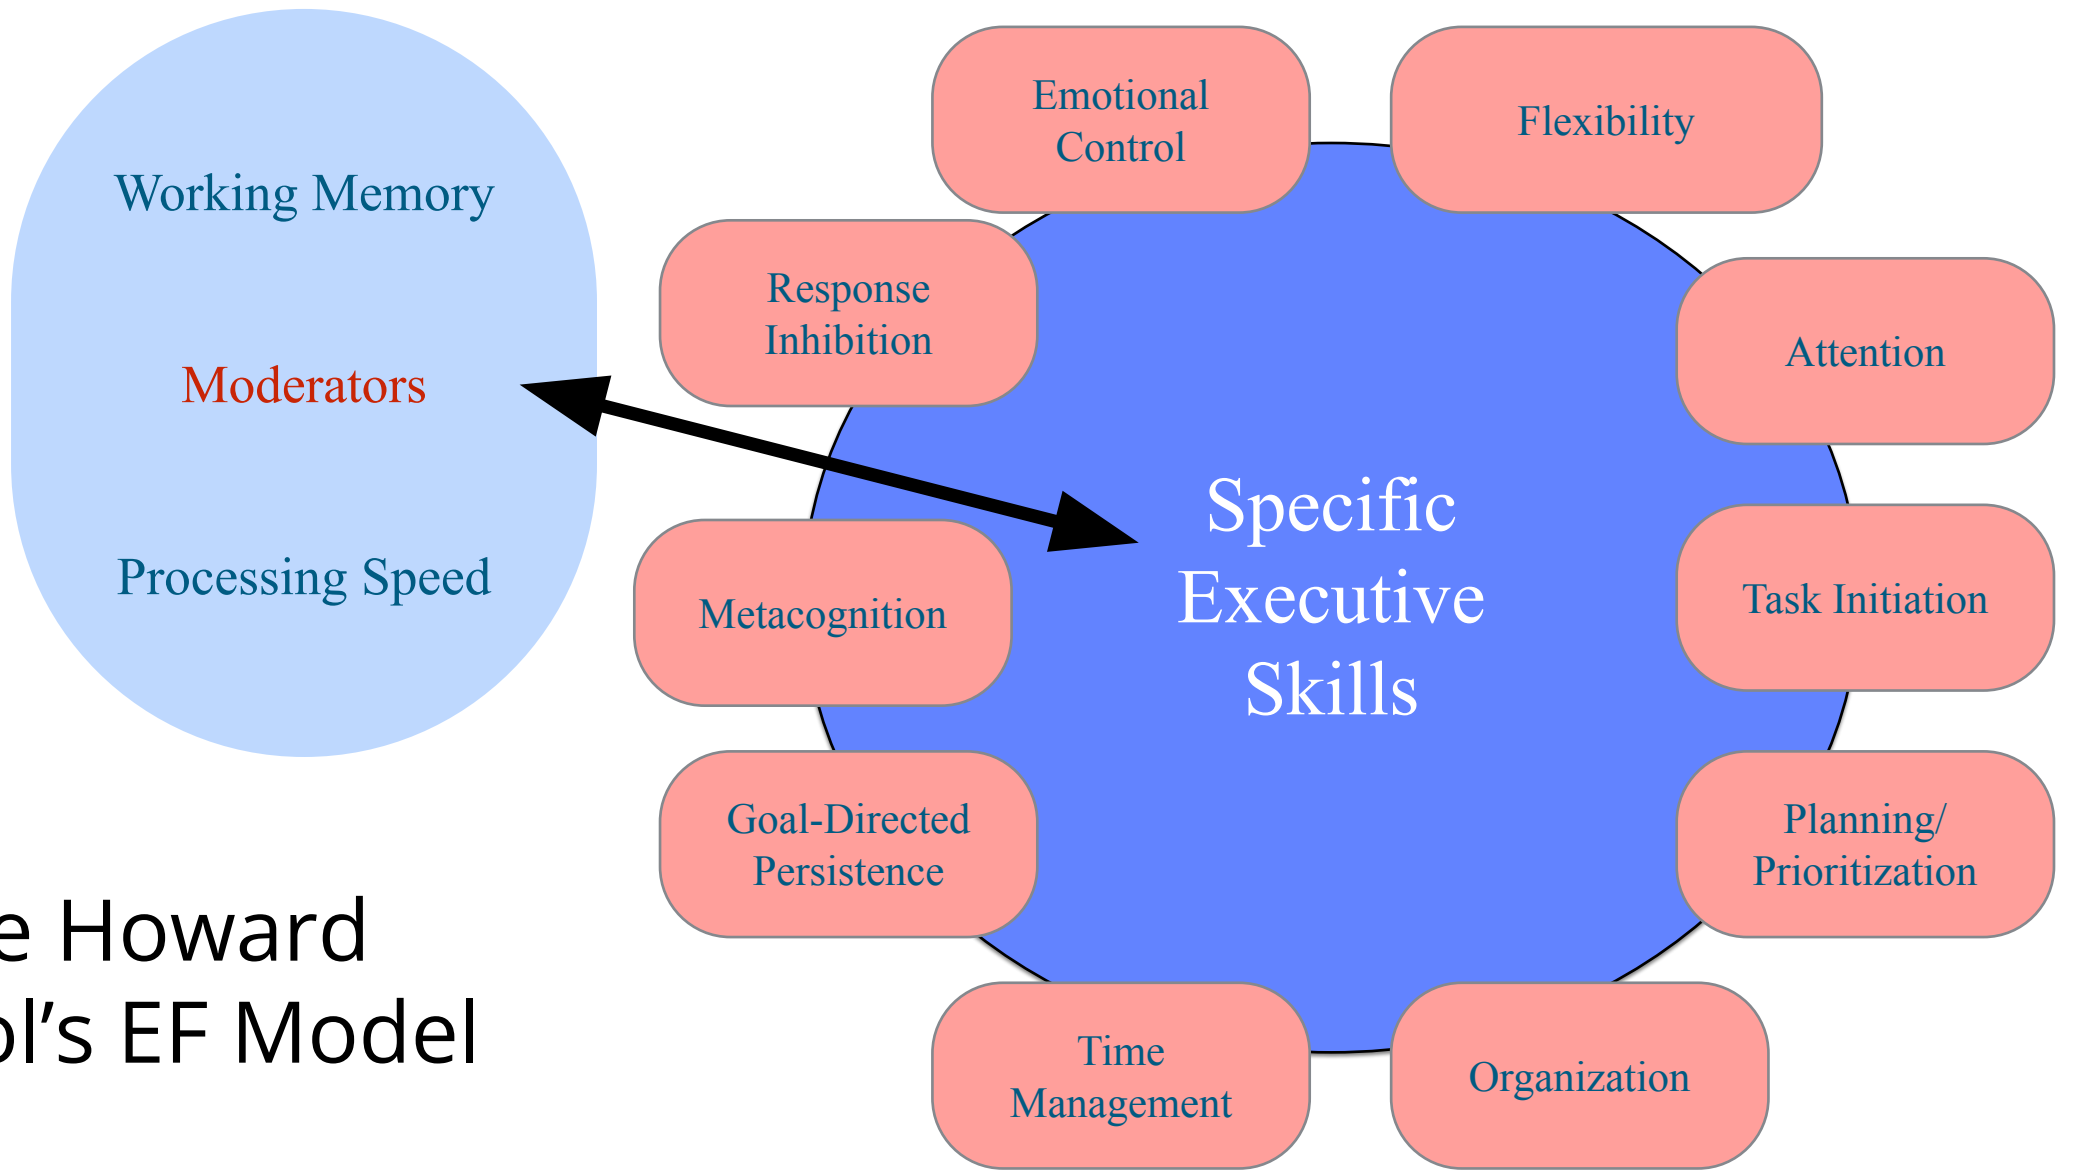 Working Memory
Moderators
Processing Speed
Emotional
Control
Flexibility
Response
Inhibition
Attention
Specific
Executive
Skills
Metacognition
Task Initiation
Goal-Directed
Persistence
Planning/
Prioritization
Time
Management
Organization
Howard
EF Model